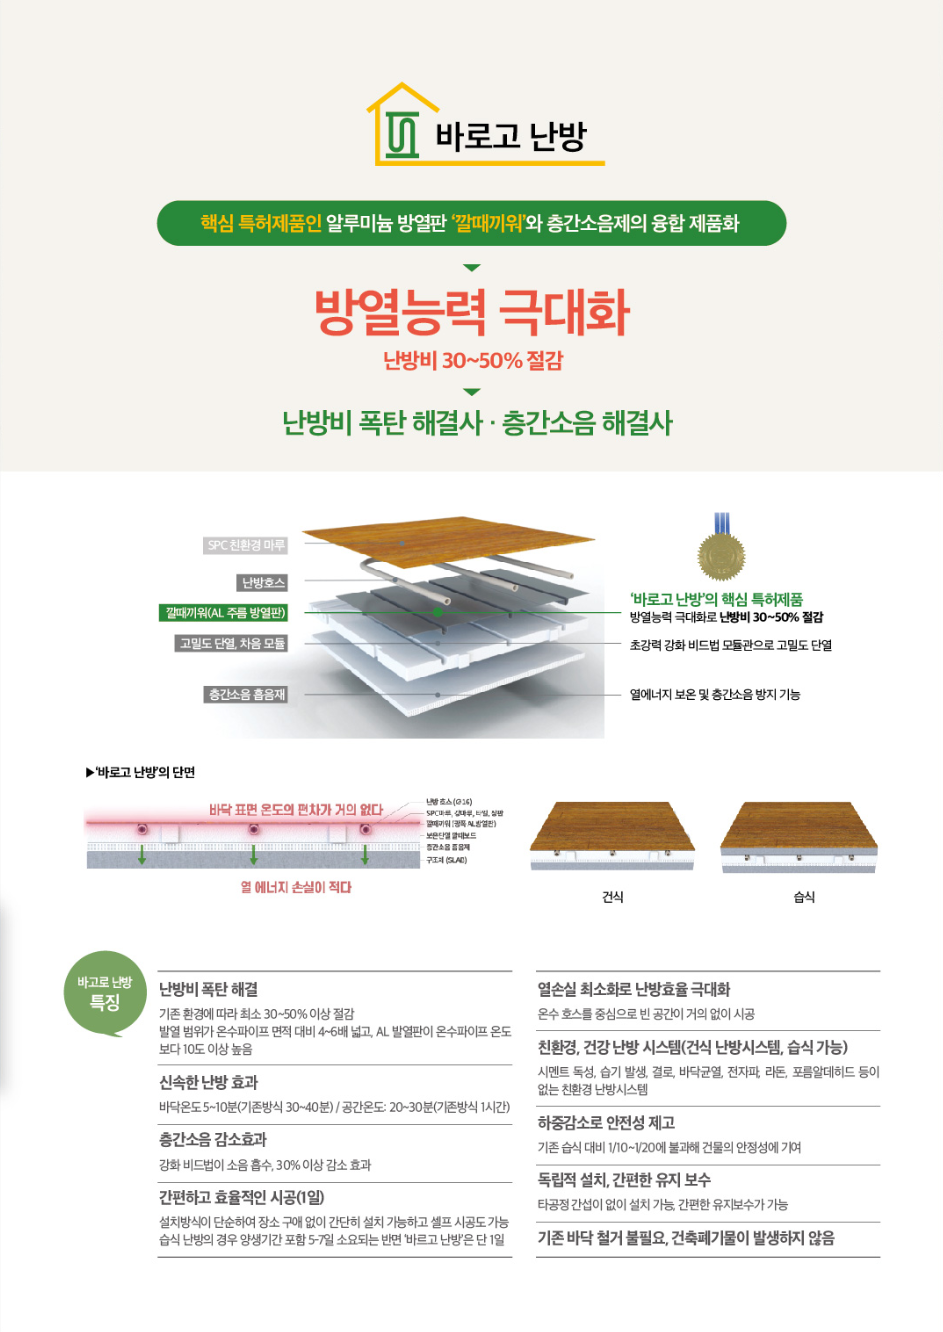 바로고 난방
핵심 특허제품인 알루미늄 방열판 ‘깔때끼워’와 층간소음제의 융합 제품화
방열능력 극대화
난방비 30~50% 절감
난방비 폭탄 해결사 · 층간소음 해결사
SPC 친환경 마루
난방호스
깔때끼워(AL 주름 방열판)
고밀도 단열, 차음 모듈
층간소음 흡음재
‘바로고 난방’의 핵심 특허제품
방열능력 극대화로 난방비 30~50% 절감
초강력 강화 비드법 모듈관으로 고밀도 단열
열에너지 보온 및 층간소음 방지 기능
▶‘바로고 난방’의 단면
바닥 표면 온도의 편차가 거의 없다
난방 호스 (Ø16)
SPC마루, 강마루, 타일, 장판
깔때끼워 (광폭 AL방열판)
보온단열 깔때보드
층간소음 흡음재
구조체 (SLAB)
열 에너지 손실이 적다
건식
습식
바고로 난방
특징
난방비 폭탄 해결
기존 환경에 따라 최소 30~50% 이상 절감
발열 범위가 온수파이프 면적 대비 4~6배 넓고, AL 발열판이 온수파이프 온도
보다 10도 이상 높음
신속한 난방 효과
바닥온도 5~10분(기존방식 30~40분) / 공간온도: 20~30분(기존방식 1시간)
층간소음 감소효과
강화 비드법이 소음 흡수, 30% 이상 감소 효과
간편하고 효율적인 시공(1일)
설치방식이 단순하여 장소 구애 없이 간단히 설치 가능하고 셀프 시공도 가능
습식 난방의 경우 양생기간 포함 5-7일 소요되는 반면 ‘바르고 난방’은 단 1일
열손실 최소화로 난방효율 극대화
온수 호스를 중심으로 빈 공간이 거의 없이 시공
친환경, 건강 난방 시스템(건식 난방시스템, 습식 가능)
시멘트 독성, 습기 발생, 결로, 바닥균열, 전자파, 라돈, 포름알데히드 등이
없는 친환경 난방시스템
하중감소로 안전성 제고
기존 습식 대비 1/10~1/20에 불과해 건물의 안정성에 기여
독립적 설치, 간편한 유지 보수
타공정 간섭이 없이 설치 가능, 간편한 유지보수가 가능
기존 바닥 철거 불필요, 건축폐기물이 발생하지 않음